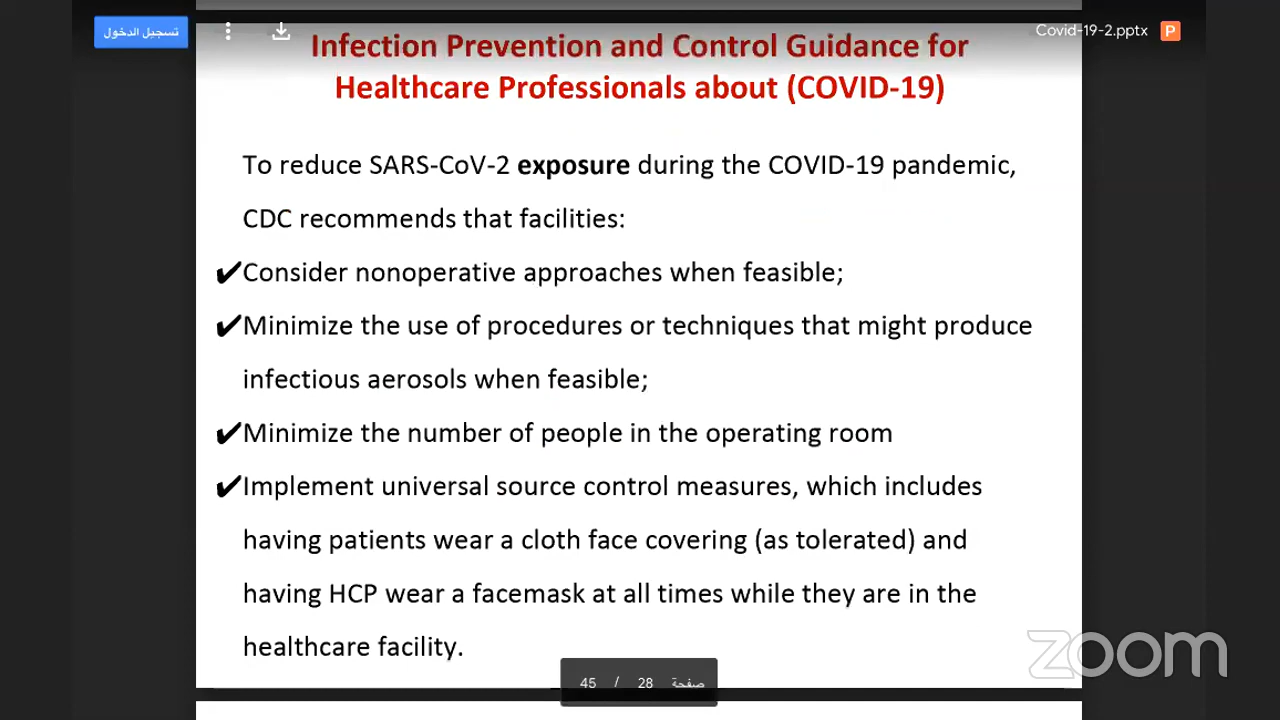 تسجيل الدخول
Covid-19-2.pptx
P
Infection Prevention and Control Guidance for
Healthcare Professionals about (COVID-19)
To reduce SARS-CoV-2 exposure during the COVID-19 pandemic,
CDC recommends that facilities:
✔Consider nonoperative approaches when feasible;
✔Minimize the use of procedures or techniques that might produce
infectious aerosols when feasible;
✔Minimize the number of people in the operating room
✔Implement universal source control measures, which includes
having patients wear a cloth face covering (as tolerated) and
having HCP wear a facemask at all times while they are in the
healthcare facility.
صفحة 28 / 45
zoom